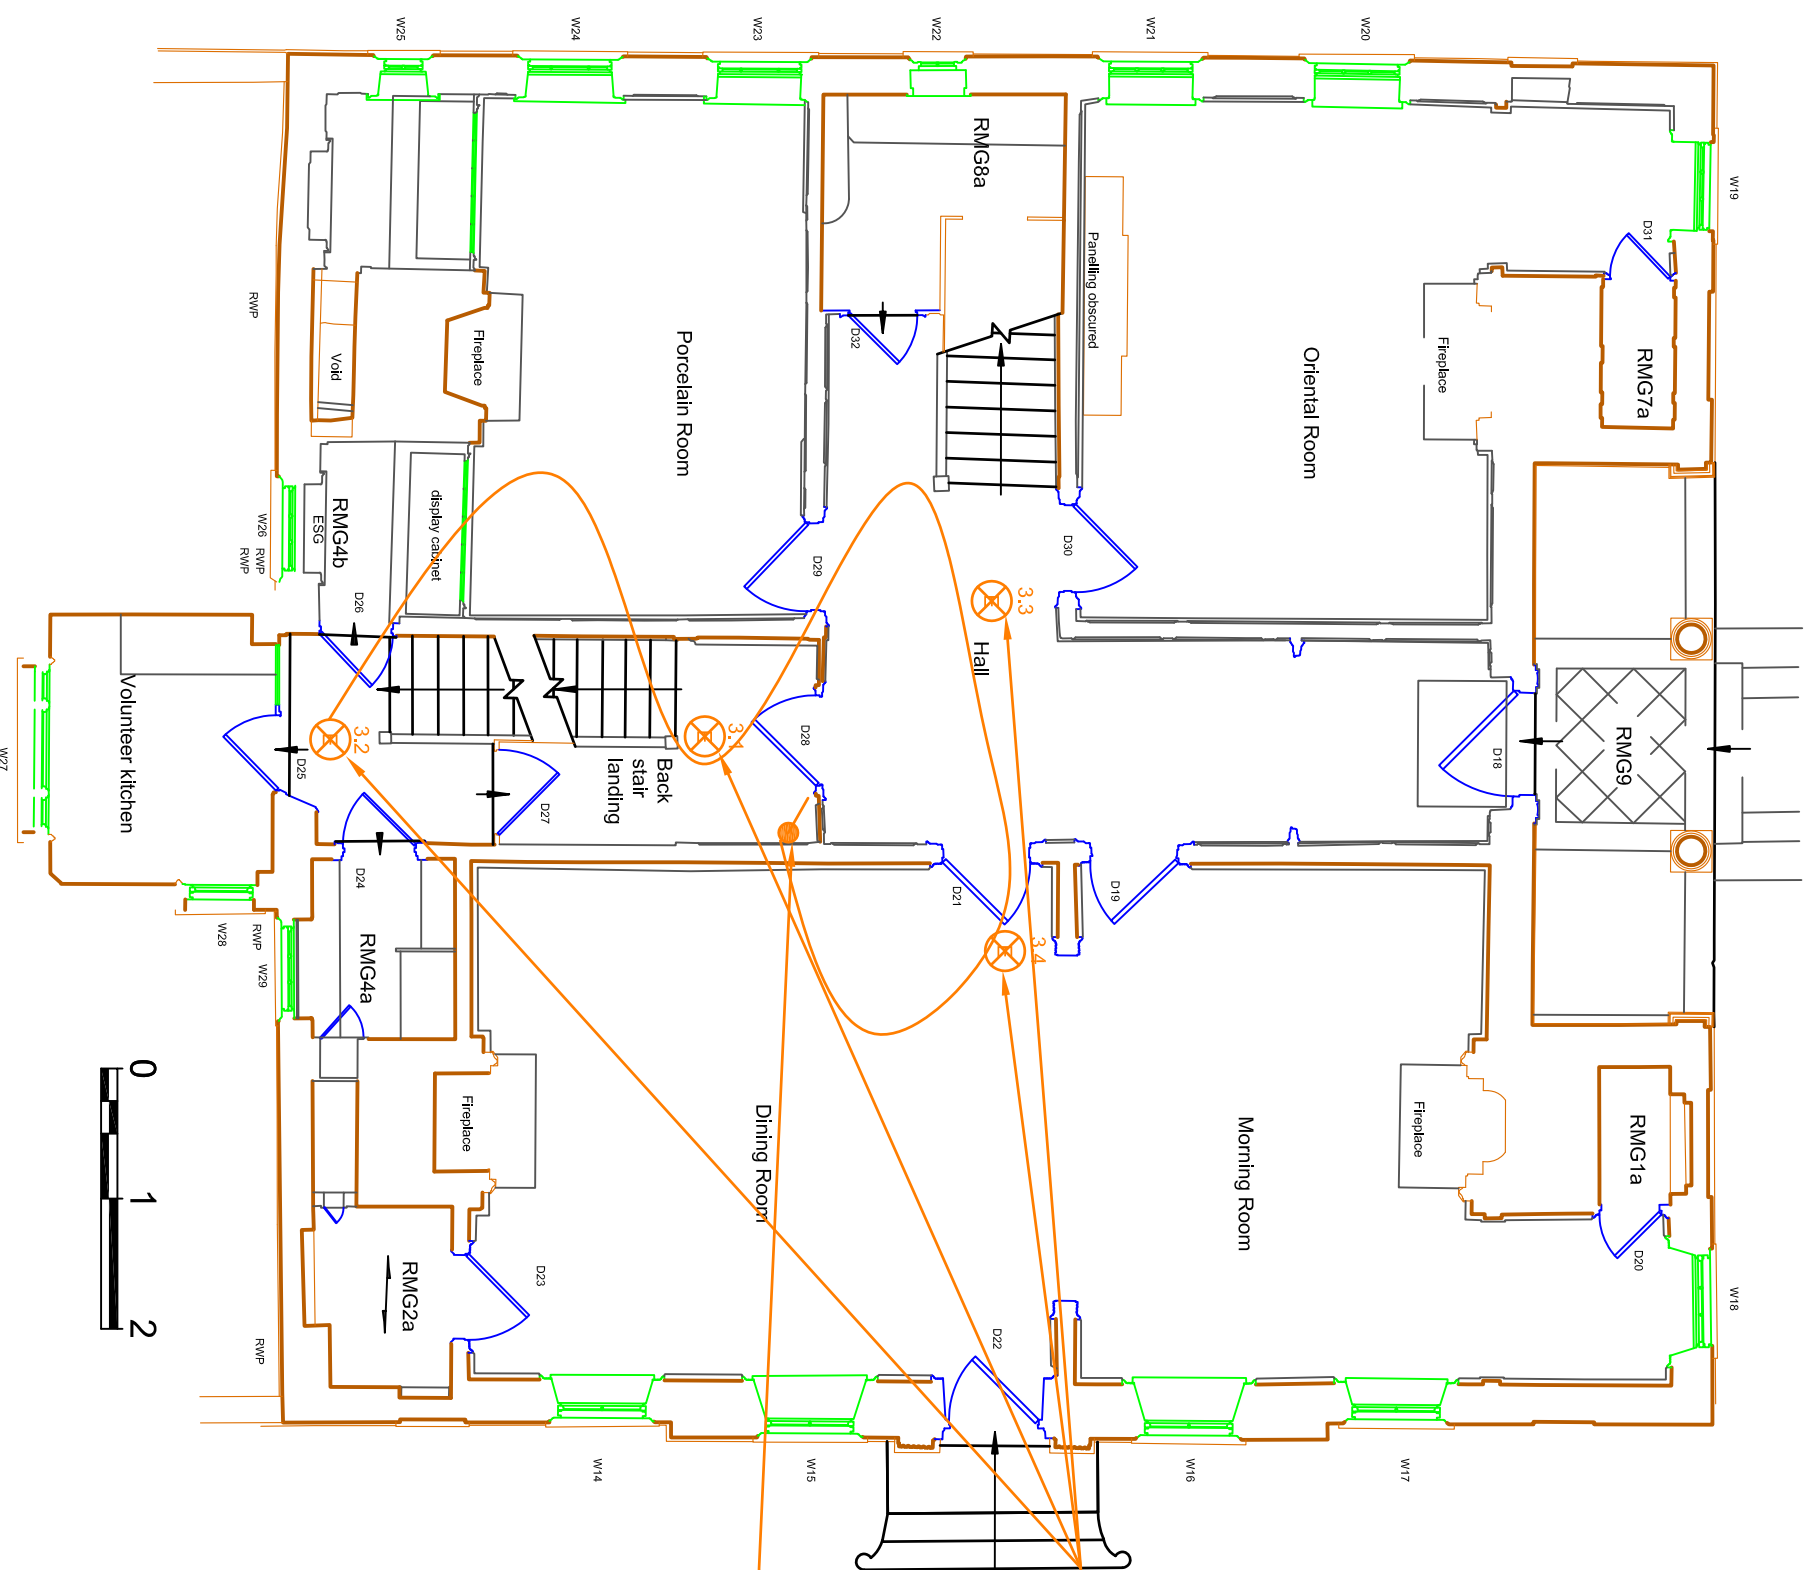 W25
W24
W23
W22
W21
W20
W19
RMG8a
D31
Panelling obscured
RWP
Void
Fireplace
Porcelain Room
D32
Oriental Room
Fireplace
RMG7a
W26
RWP
RWP
ESG
RMG4b
display cabinet
D26
D29
D30
3.3
Hall
Volunteer kitchen
W27
D25
3.2
3.1
Back
stair
landing
D27
D28
D18
RMG9
D24
W28
RWP
W29
RMG4a
D21
D19
3.4
0
1
2
Fireplace
Dining Room
Morning Room
Fireplace
RMG1a
D20
W18
RWP
RMG2a
D23
D22
W14
W15
W16
W17